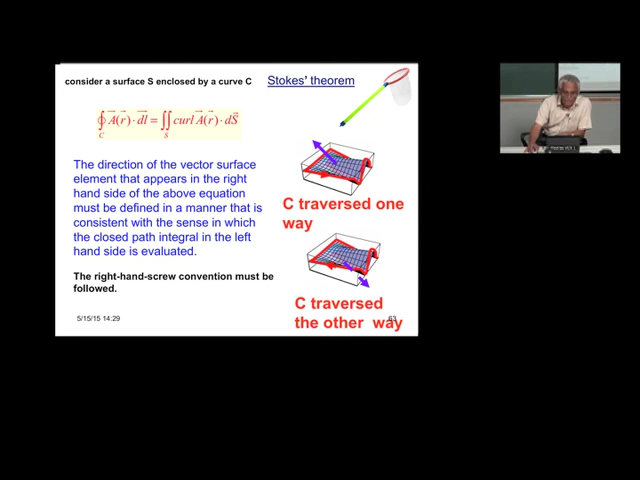 consider a surface S enclosed by a curve C
Stokes' theorem
∮_C A⃗(r⃗)·dl⃗ = ∬_S curl A⃗(r⃗)·dS⃗
The direction of the vector surface
element that appears in the right
hand side of the above equation
must be defined in a manner that is
consistent with the sense in which
the closed path integral in the left
hand side is evaluated.
The right-hand-screw convention must be
followed.
C traversed one
way
C traversed
the other way
5/15/15 14:29
63